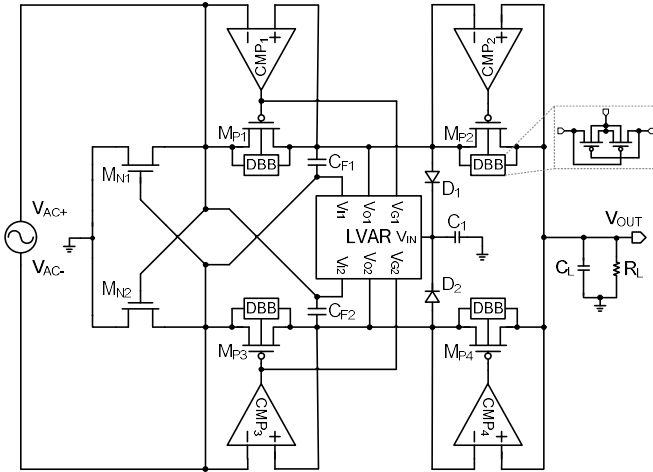 − +
− +
CMP1
CMP2
MP1
MP2
DBB
DBB
CF1
MN1
D1
VI1 VO1 VG1
VAC+
VOUT
LVAR VIN
C1
VAC-
VI2 VO2 VG2
CL
RL
MN2
D2
CF2
DBB
DBB
MP3
MP4
CMP3
CMP4
− +
− +